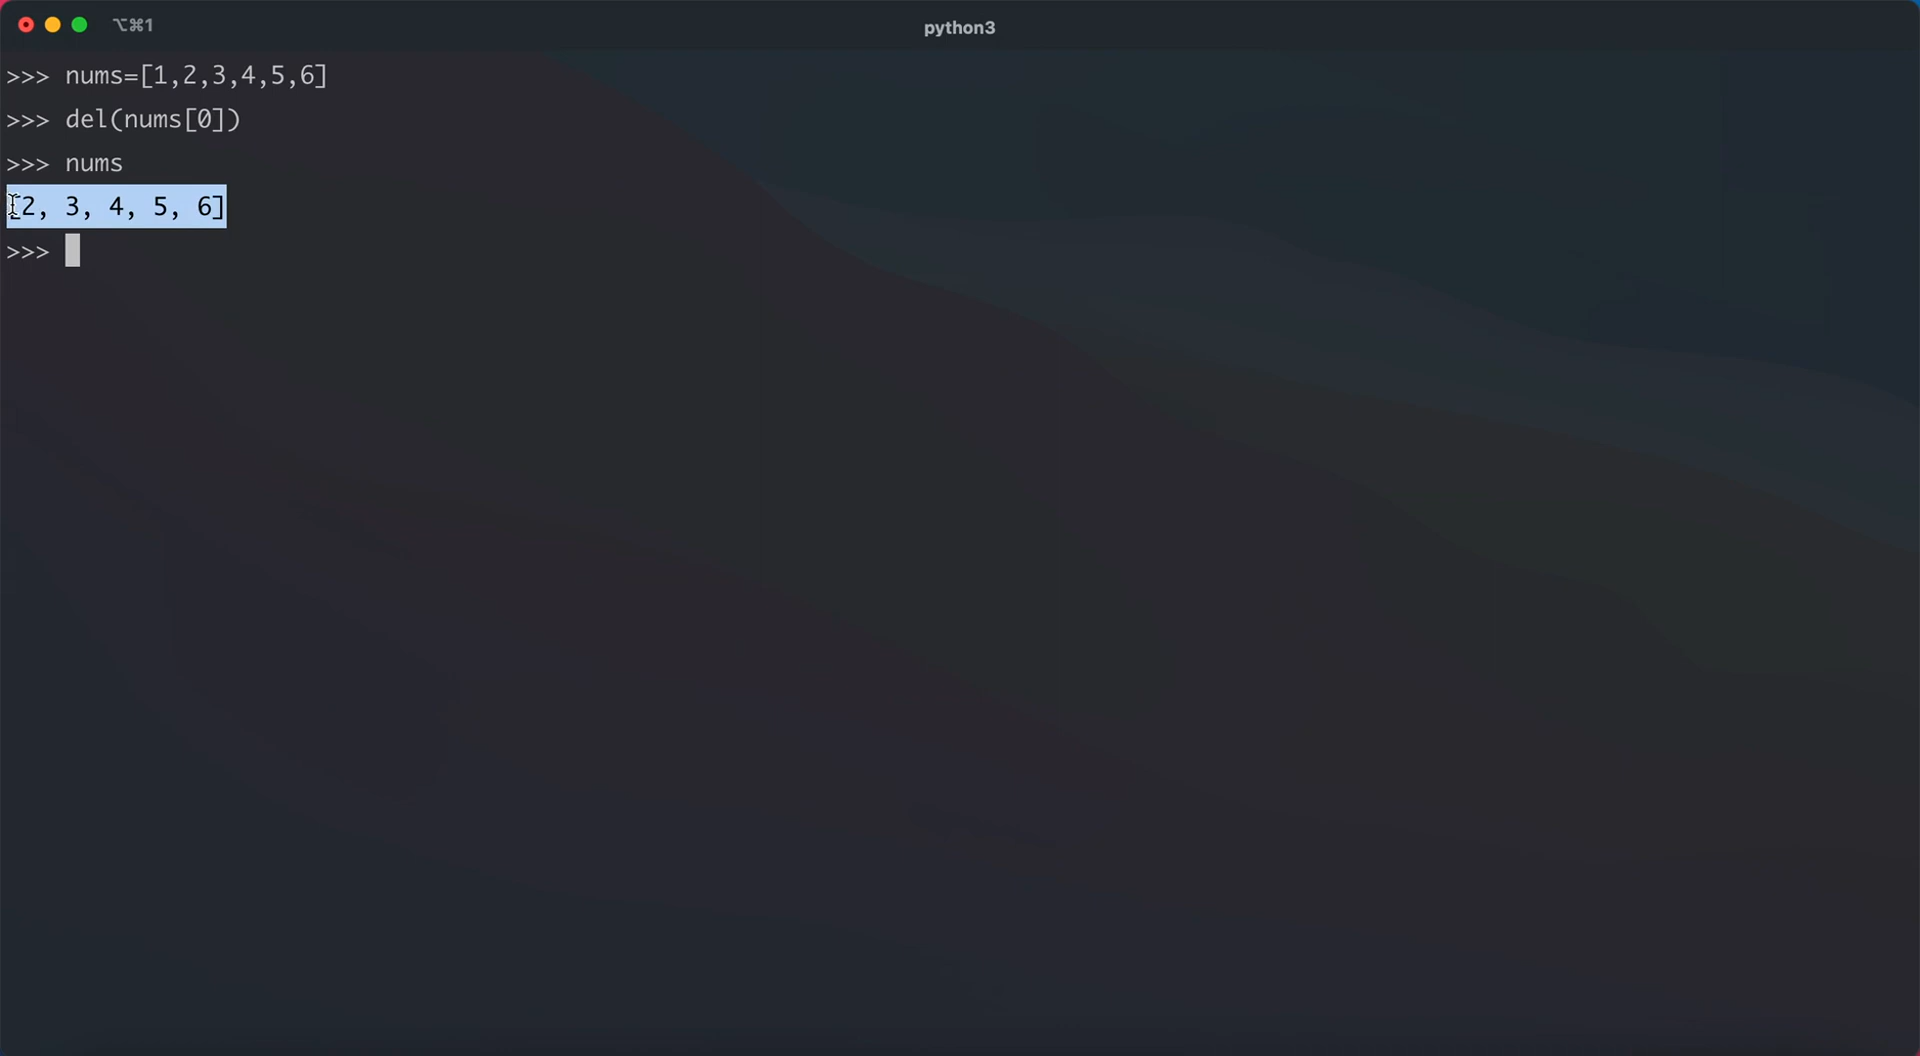 ⌥⌘1
python3
>>> nums=[1,2,3,4,5,6]
>>> del(nums[0])
>>> nums
[2, 3, 4, 5, 6]
>>>